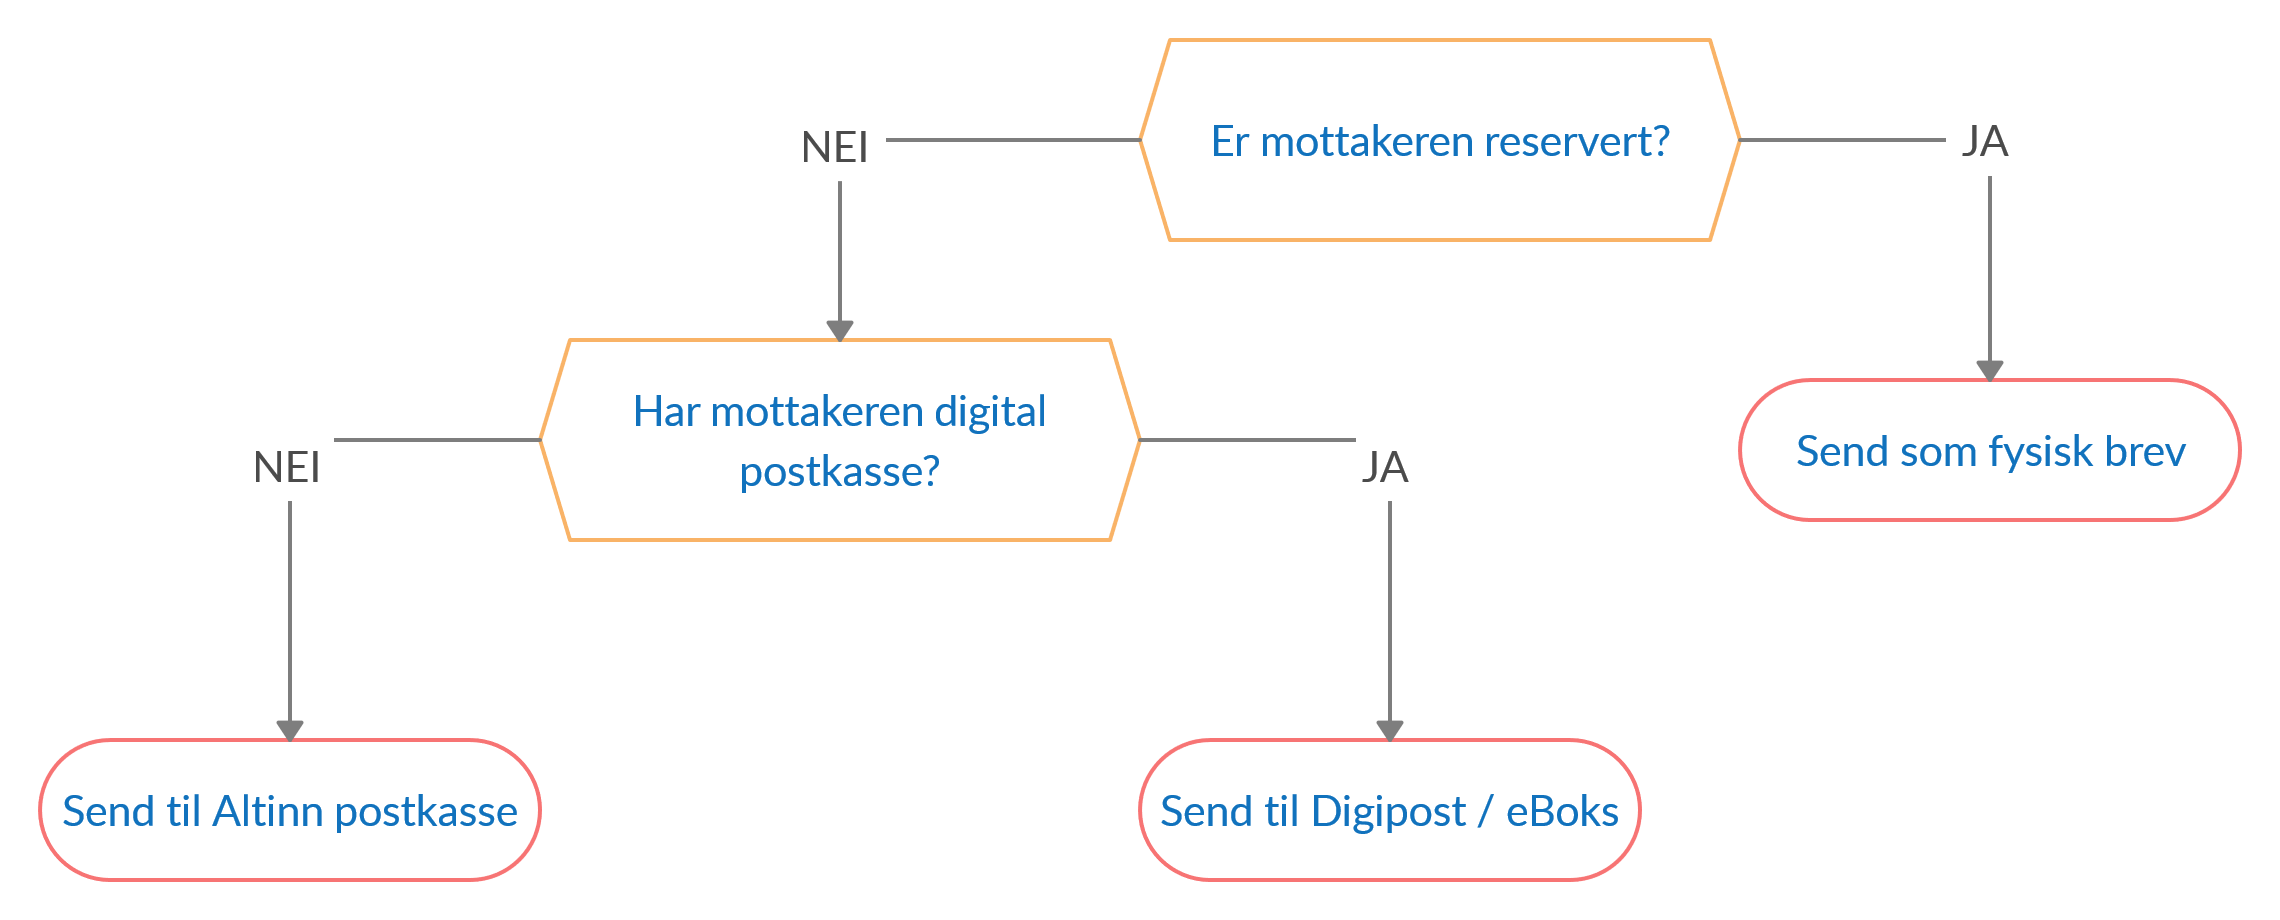 Er mottakeren reservert?
NEI
JA
Har mottakeren digital
postkasse?
Send som fysisk brev
NEI
JA
Send til Altinn postkasse
Send til Digipost / eBoks